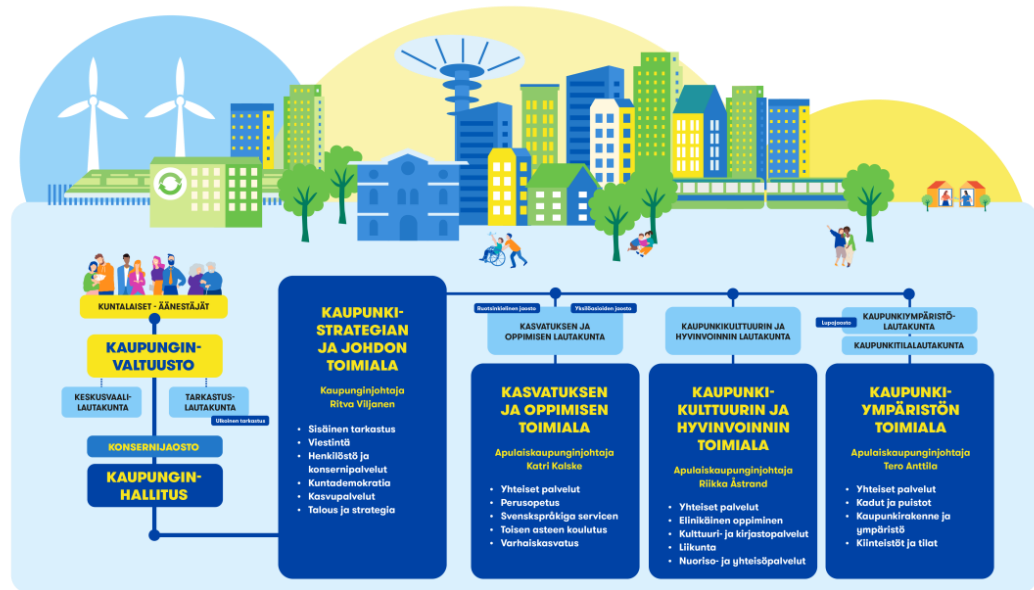 KUNTALAISET - ÄÄNESTÄJÄT
KAUPUNGIN-
VALTUUSTO
KESKUSVAALI-
LAUTAKUNTA
TARKASTUS-
LAUTAKUNTA
Ulkoinen tarkastus
KONSERNIJAOSTO
KAUPUNGIN-
HALLITUS
KAUPUNKI-
STRATEGIAN
JA JOHDON
TOIMIALA
Kaupunginjohtaja
Ritva Viljanen
• Sisäinen tarkastus
• Viestintä
• Henkilöstö ja
konsernipalvelut
• Kuntademokratia
• Kasvupalvelut
• Talous ja strategia
Ruotsinkielinen jaosto
Yksilöasioiden jaosto
KASVATUKSEN JA
OPPIMISEN LAUTAKUNTA
KASVATUKSEN
JA OPPIMISEN
TOIMIALA
Apulaiskaupunginjohtaja
Katri Kalske
• Yhteiset palvelut
• Perusopetus
• Svenskspråkiga servicen
• Toisen asteen koulutus
• Varhaiskasvatus
KAUPUNKIKULTTUURIN JA
HYVINVOINNIN LAUTAKUNTA
KAUPUNKI-
KULTTUURIN JA
HYVINVOINNIN
TOIMIALA
Apulaiskaupunginjohtaja
Riikka Åstrand
• Yhteiset palvelut
• Elinikäinen oppiminen
• Kulttuuri- ja kirjastopalvelut
• Liikunta
• Nuoriso- ja yhteisöpalvelut
KAUPUNKIYMPÄRISTÖ-
LAUTAKUNTA
Lupajaosto
KAUPUNKITILALAUTAKUNTA
KAUPUNKI-
YMPÄRISTÖN
TOIMIALA
Apulaiskaupunginjohtaja
Tero Anttila
• Yhteiset palvelut
• Kadut ja puistot
• Kaupunkirakenne ja
ympäristö
• Kiinteistöt ja tilat